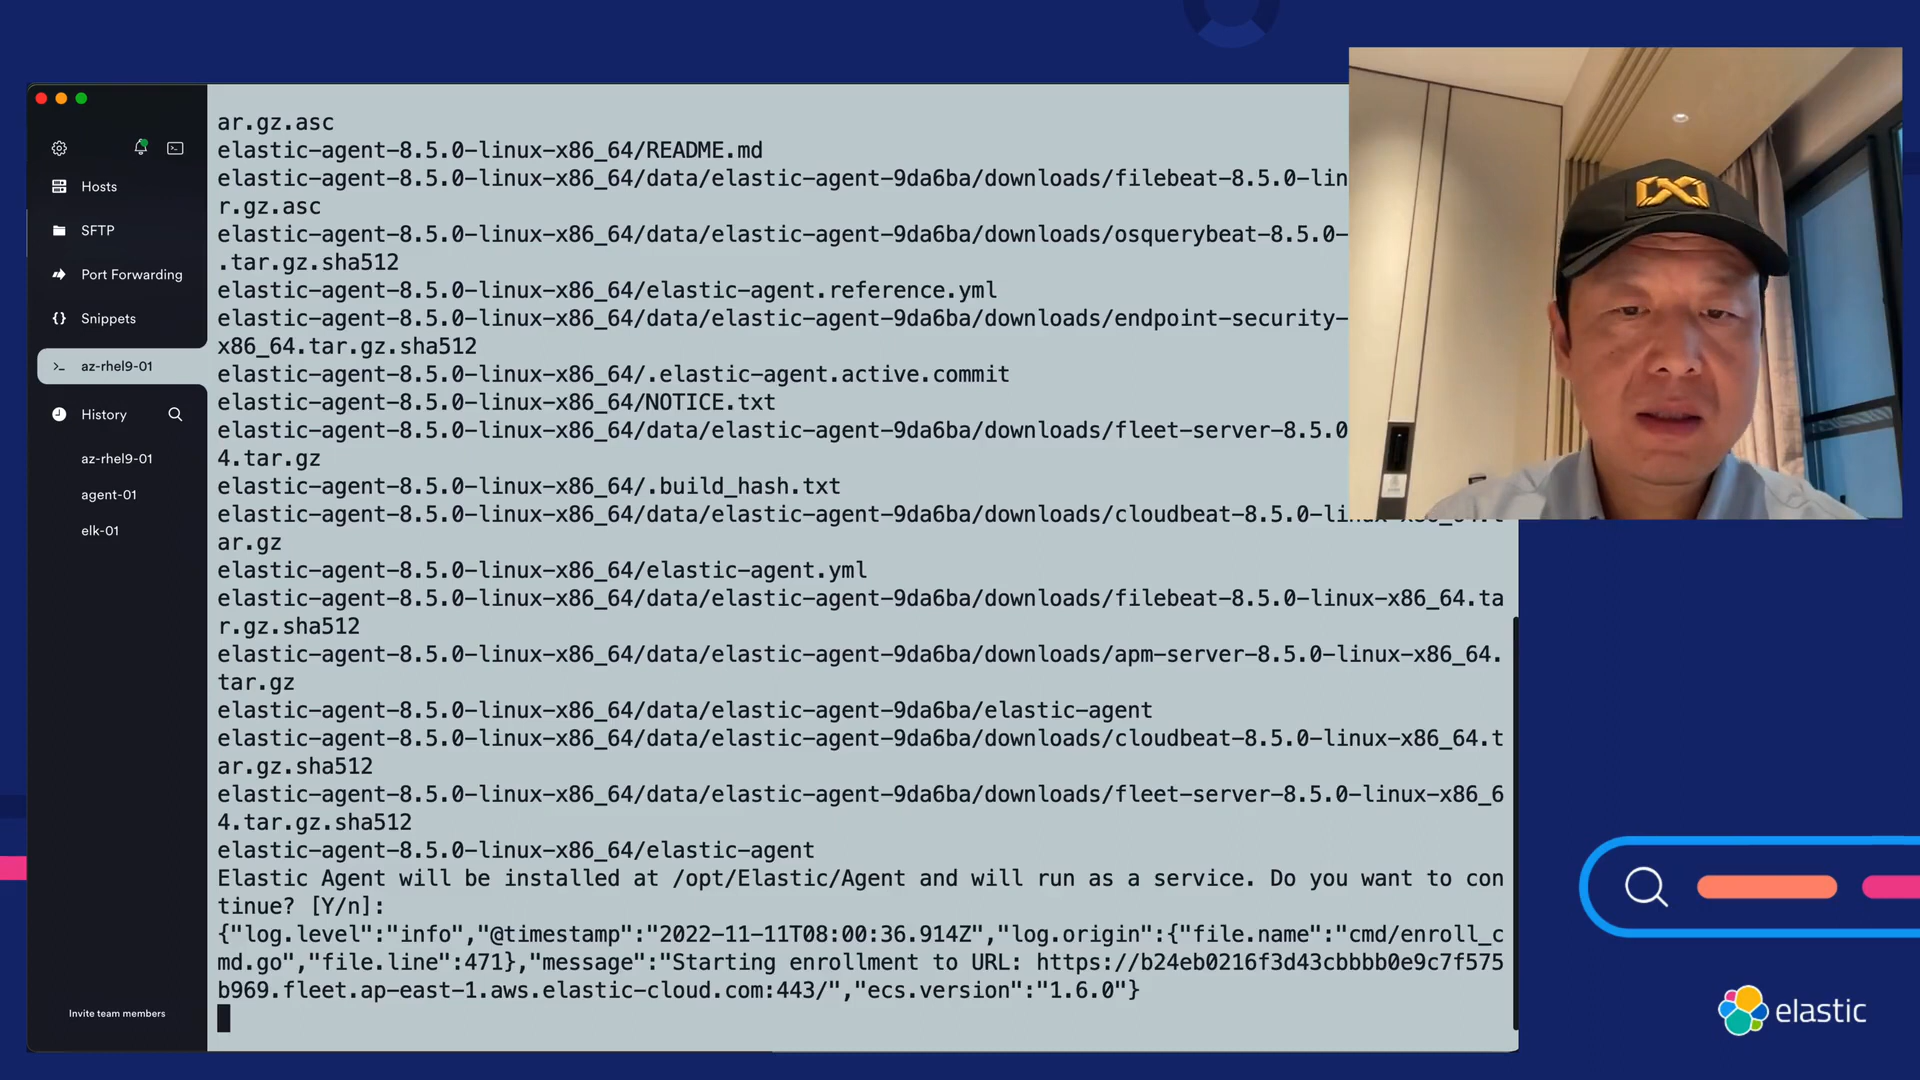 Hosts
SFTP
Port Forwarding
Snippets
az-rhel9-01
History
az-rhel9-01
agent-01
elk-01
Invite team members
ar.gz.asc
elastic-agent-8.5.0-linux-x86_64/README.md
elastic-agent-8.5.0-linux-x86_64/data/elastic-agent-9da6ba/downloads/filebeat-8.5.0-lin
r.gz.asc
elastic-agent-8.5.0-linux-x86_64/data/elastic-agent-9da6ba/downloads/osquerybeat-8.5.0-
.tar.gz.sha512
elastic-agent-8.5.0-linux-x86_64/elastic-agent.reference.yml
elastic-agent-8.5.0-linux-x86_64/data/elastic-agent-9da6ba/downloads/endpoint-security-
x86_64.tar.gz.sha512
elastic-agent-8.5.0-linux-x86_64/.elastic-agent.active.commit
elastic-agent-8.5.0-linux-x86_64/NOTICE.txt
elastic-agent-8.5.0-linux-x86_64/data/elastic-agent-9da6ba/downloads/fleet-server-8.5.0
4.tar.gz
elastic-agent-8.5.0-linux-x86_64/.build_hash.txt
elastic-agent-8.5.0-linux-x86_64/data/elastic-agent-9da6ba/downloads/cloudbeat-8.5.0-linux-x86_64.t
ar.gz
elastic-agent-8.5.0-linux-x86_64/elastic-agent.yml
elastic-agent-8.5.0-linux-x86_64/data/elastic-agent-9da6ba/downloads/filebeat-8.5.0-linux-x86_64.ta
r.gz.sha512
elastic-agent-8.5.0-linux-x86_64/data/elastic-agent-9da6ba/downloads/apm-server-8.5.0-linux-x86_64.
tar.gz
elastic-agent-8.5.0-linux-x86_64/data/elastic-agent-9da6ba/elastic-agent
elastic-agent-8.5.0-linux-x86_64/data/elastic-agent-9da6ba/downloads/cloudbeat-8.5.0-linux-x86_64.t
ar.gz.sha512
elastic-agent-8.5.0-linux-x86_64/data/elastic-agent-9da6ba/downloads/fleet-server-8.5.0-linux-x86_6
4.tar.gz.sha512
elastic-agent-8.5.0-linux-x86_64/elastic-agent
Elastic Agent will be installed at /opt/Elastic/Agent and will run as a service. Do you want to con
tinue? [Y/n]:
{"log.level":"info","@timestamp":"2022-11-11T08:00:36.914Z","log.origin":{"file.name":"cmd/enroll_c
md.go","file.line":471},"message":"Starting enrollment to URL: https://b24eb0216f3d43cbbbb0e9c7f575
b969.fleet.ap-east-1.aws.elastic-cloud.com:443/","ecs.version":"1.6.0"}
elastic